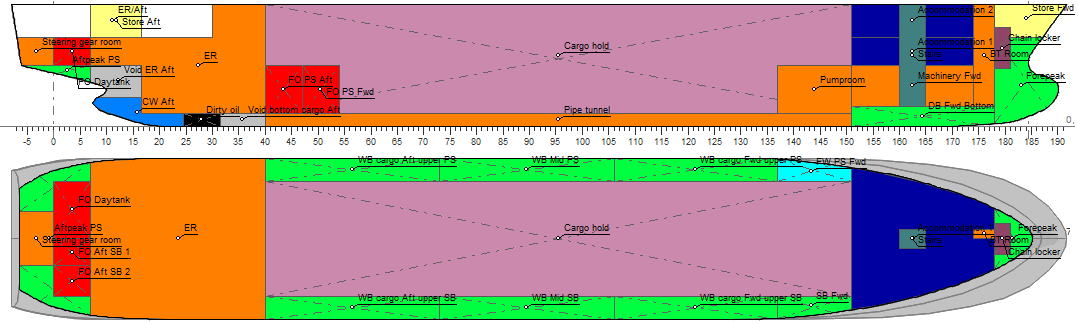 ER/Aft
Store Aft
Steering gear room
Aftpeak PS
Void ER Aft
FO Daytank
ER
CW Aft
Dirty oil
Void bottom cargo Aft
FO PS Aft
FO PS Fwd
Cargo hold
Pipe tunnel
Pumproom
Accommodation 2
Accommodation 1
Stairs
Machinery Fwd
DB Fwd Bottom
Store Fwd
Chain locker
BT Room
Forepeak
0,
-5 0 5 10 15 20 25 30 35 40 45 50 55 60 65 70 75 80 85 90 95 100 105 110 115 120 125 130 135 140 145 150 155 160 165 170 175 180 185 190
WB cargo Aft upper PS
WB Mid PS
WB cargo Fwd upper PS
FW PS Fwd
FO Daytank
Aftpeak PS
Steering gear room
FO Aft SB 1
FO Aft SB 2
ER
Cargo hold
Stairs
BT Room
Forepeak
Chain locker
7
WB cargo Aft upper SB
WB Mid SB
WB cargo Fwd upper SB
SB Fwd